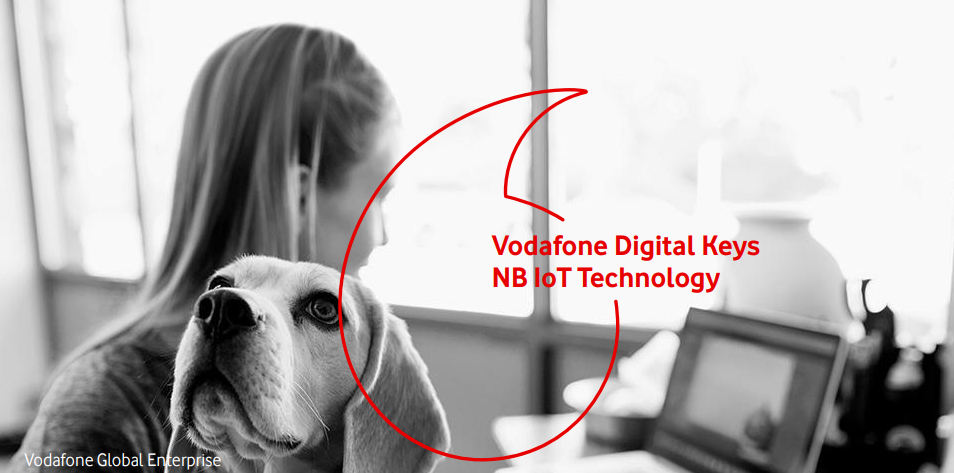 Vodafone Digital Keys
NB IoT Technology
Vodafone Global Enterprise